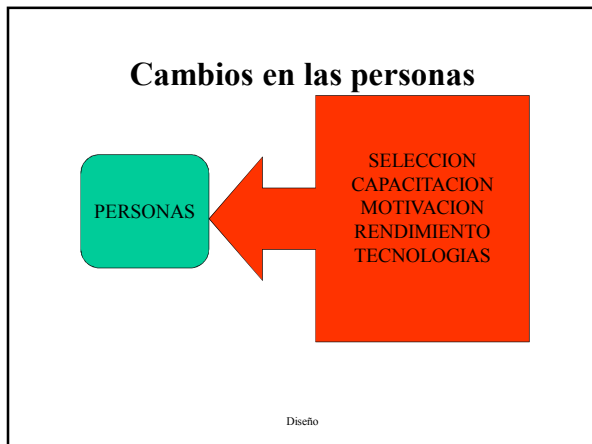 Cambios en las personas
PERSONAS
SELECCION
CAPACITACION
MOTIVACION
RENDIMIENTO
TECNOLOGIAS
Diseño